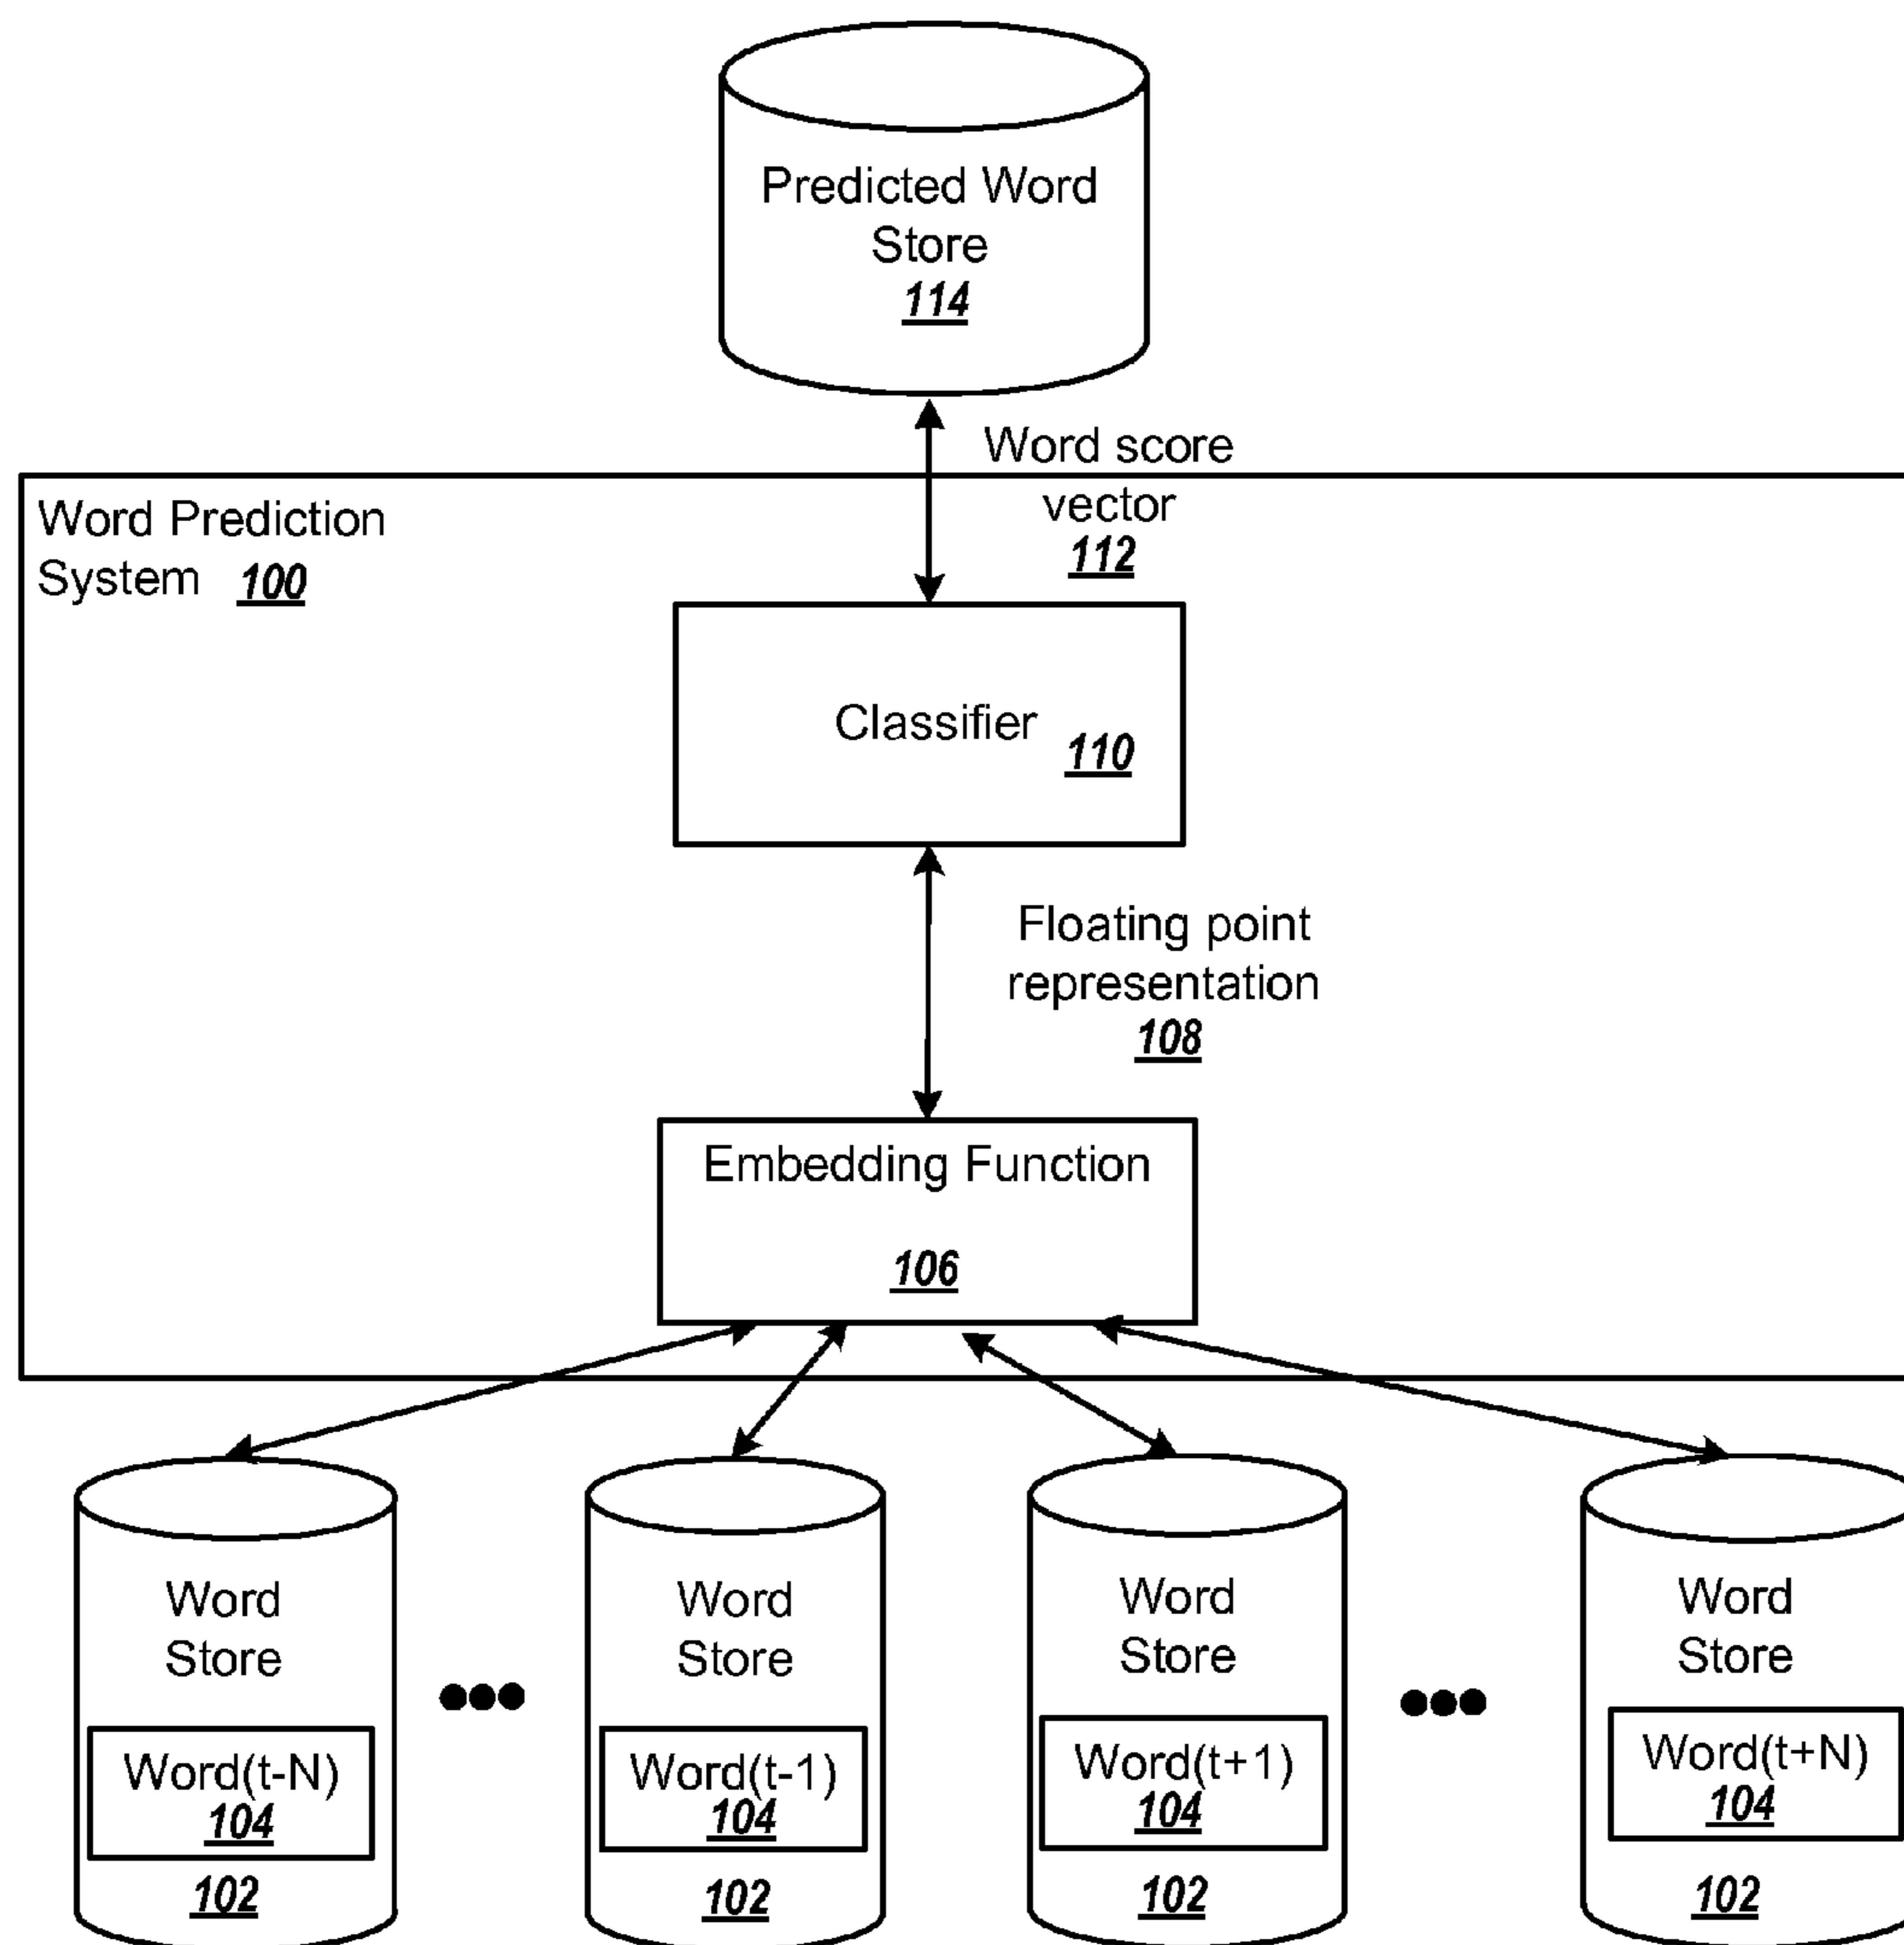 Predicted Word
Store
114
Word score
vector
112
Word Prediction
System 100
Classifier 110
Floating point
representation
108
Embedding Function
106
Word
Store
Word(t-N)
104
102
Word
Store
Word(t-1)
104
102
Word
Store
Word(t+1)
104
102
Word
Store
Word(t+N)
104
102